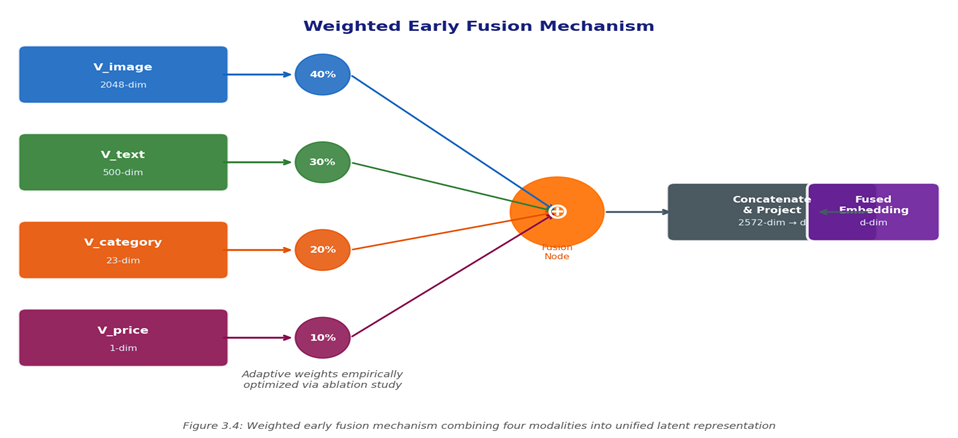 Weighted Early Fusion Mechanism
V_image
2048-dim
40%
V_text
500-dim
30%
V_category
23-dim
20%
V_price
1-dim
10%
Adaptive weights empirically
optimized via ablation study
⊕
Fusion
Node
Concatenate
& Project
2572-dim → d
Fused
Embedding
d-dim
Figure 3.4: Weighted early fusion mechanism combining four modalities into unified latent representation